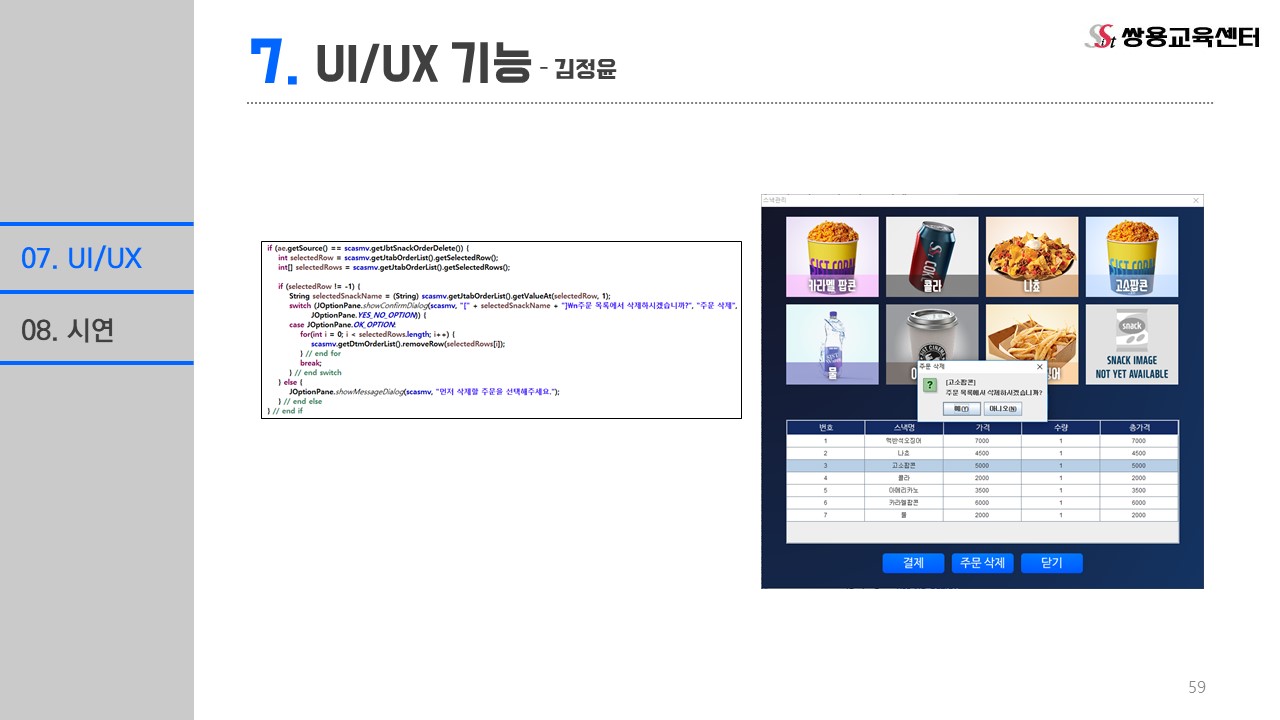 7. UI/UX 기능 - 김정윤
Sist 쌍용교육센터
07. UI/UX
08. 시연
if (ae.getSource() == scasmv.getJbtSnackOrderDelete()) {
int selectedRow = scasmv.getJtabOrderList().getSelectedRow();
int[] selectedRows = scasmv.getJtabOrderList().getSelectedRows();
if (selectedRow != -1) {
String selectedSnackName = (String) scasmv.getJtabOrderList().getValueAt(selectedRow, 1);
switch (JOptionPane.showConfirmDialog(scasmv, "[" + selectedSnackName + "]₩n주문 목록에서 삭제하시겠습니까?", "주문 삭제",
JOptionPane.YES_NO_OPTION)) {
case JOptionPane.OK_OPTION:
for(int i = 0; i < selectedRows.length; i++) {
scasmv.getDtmOrderList().removeRow(selectedRows[i]);
} // end for
break;
} // end switch
} else {
JOptionPane.showMessageDialog(scasmv, "먼저 삭제할 주문을 선택해주세요.");
} // end else
} // end if
스낵관리
카라멜 팝콘
콜라
나쵸
고소팝콘
물
snack
SNACK IMAGE
NOT YET AVAILABLE
주문 삭제
[고소팝콘]
주문 목록에서 삭제하시겠습니까?
예(Y) 아니오(N)
번호 스낵명 가격 수량 총가격
1 맥반석오징어 7000 1 7000
2 나쵸 4500 1 4500
3 고소팝콘 5000 1 5000
4 콜라 2000 1 2000
5 아메리카노 3500 1 3500
6 카라멜팝콘 6000 1 6000
7 물 2000 1 2000
결제 주문 삭제 닫기
59